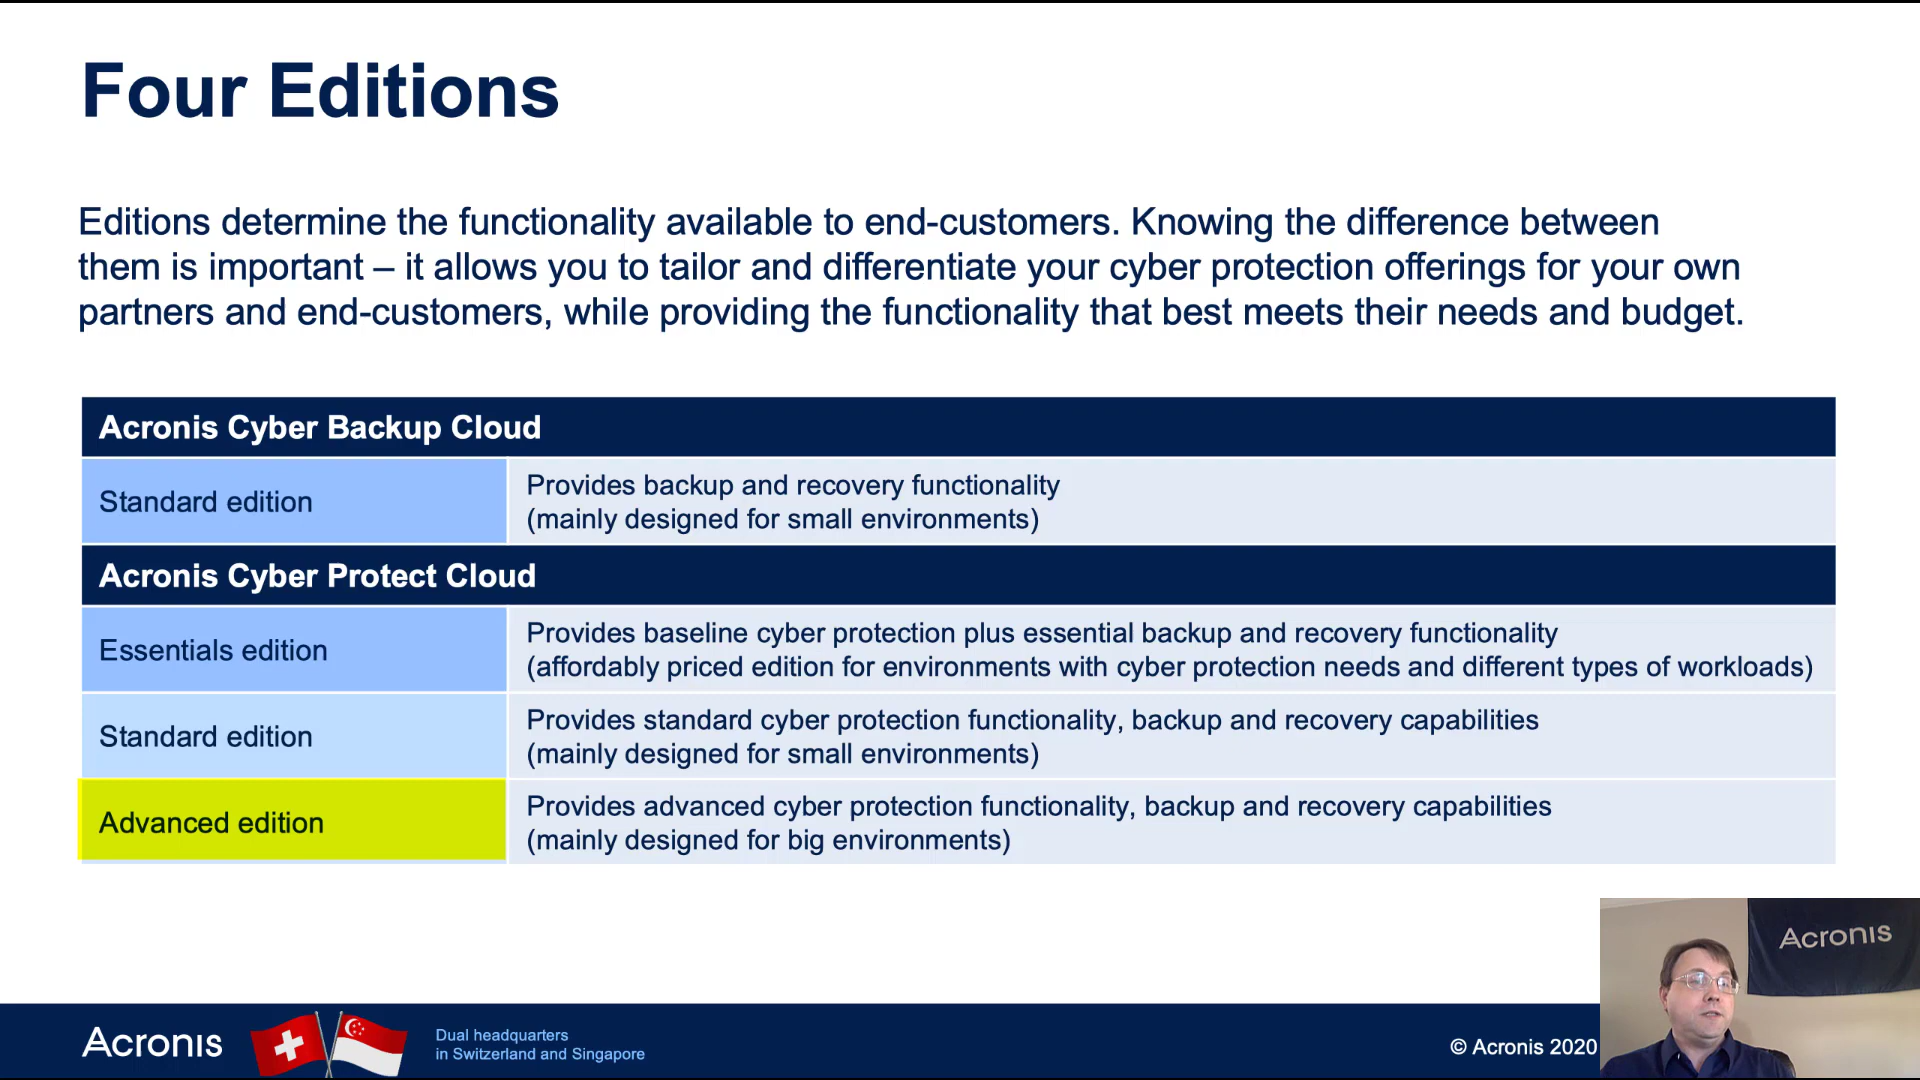 Four Editions
Editions determine the functionality available to end-customers. Knowing the difference between
them is important – it allows you to tailor and differentiate your cyber protection offerings for your own
partners and end-customers, while providing the functionality that best meets their needs and budget.
Acronis Cyber Backup Cloud
Standard edition
Provides backup and recovery functionality
(mainly designed for small environments)
Acronis Cyber Protect Cloud
Essentials edition
Provides baseline cyber protection plus essential backup and recovery functionality
(affordably priced edition for environments with cyber protection needs and different types of workloads)
Standard edition
Provides standard cyber protection functionality, backup and recovery capabilities
(mainly designed for small environments)
Advanced edition
Provides advanced cyber protection functionality, backup and recovery capabilities
(mainly designed for big environments)
Acronis
Acronis
Dual headquarters
in Switzerland and Singapore
© Acronis 2020